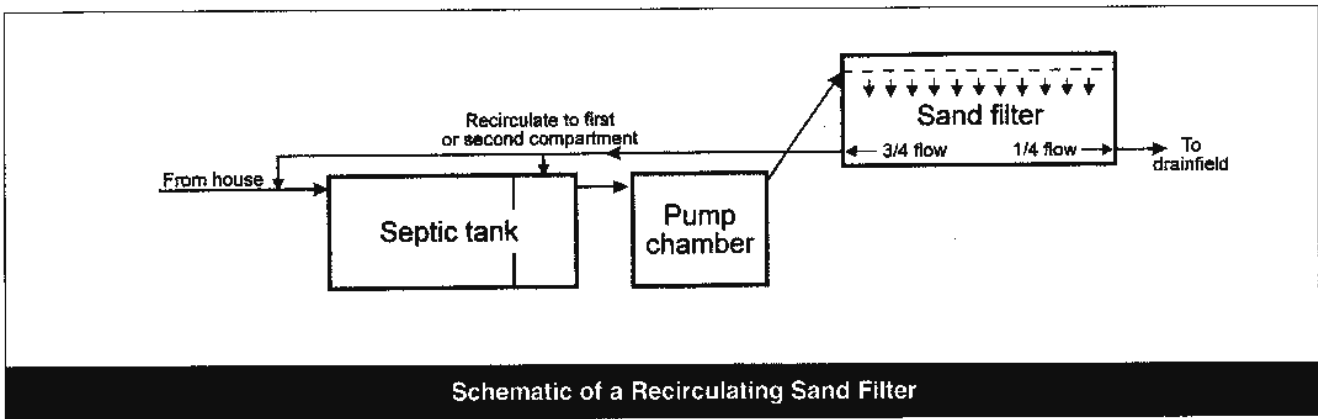 Recirculate to first
or second compartment
From house
Septic tank
Pump
chamber
Sand filter
3/4 flow
1/4 flow
To
drainfield
Schematic of a Recirculating Sand Filter